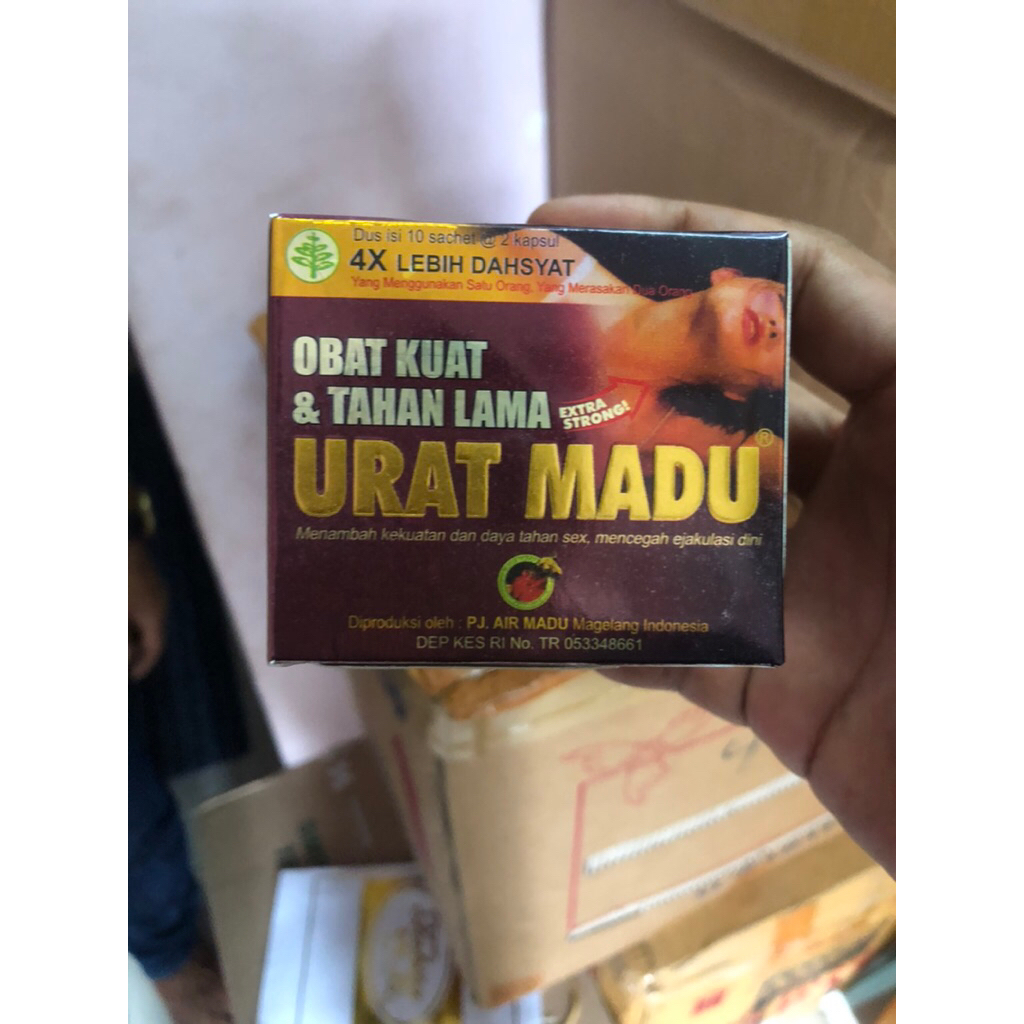 Dus isi 10 sachet @ 2 kapsul
4X LEBIH DAHSYAT
Yang Menggunakan Satu Orang, Yang Merasakan Dua Orang
OBAT KUAT
& TAHAN LAMA
EXTRA
STRONG!
URAT MADU®
Menambah kekuatan dan daya tahan sex, mencegah ejakulasi dini
Diproduksi oleh : PJ. AIR MADU Magelang Indonesia
DEP KES RI No. TR 053348661